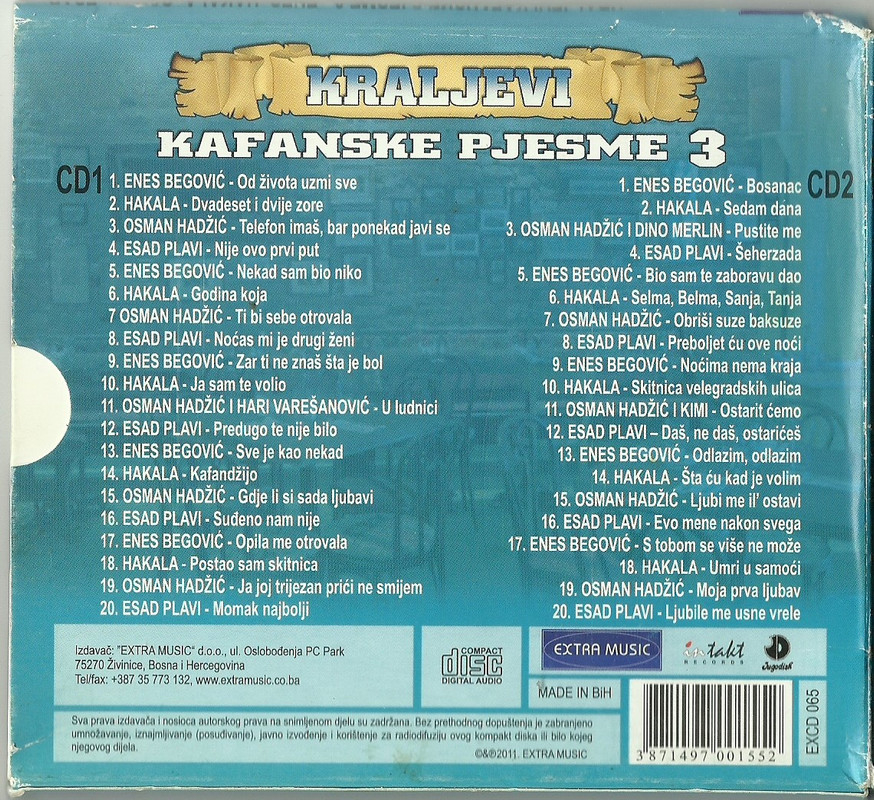 KRALJEVI
KAFANSKE PJESME 3
CD1
1. ENES BEGOVIĆ - Od života uzmi sve
2. HAKALA - Dvadeset i dvije zore
3. OSMAN HADŽIĆ - Telefon imaš, bar ponekad javi se
4. ESAD PLAVI - Nije ovo prvi put
5. ENES BEGOVIĆ - Nekad sam bio niko
6. HAKALA - Godina koja
7 OSMAN HADŽIĆ - Ti bi sebe otrovala
8. ESAD PLAVI - Noćas mi je drugi ženi
9. ENES BEGOVIĆ - Zar ti ne znaš šta je bol
10. HAKALA - Ja sam te volio
11. OSMAN HADŽIĆ I HARI VAREŠANOVIĆ - U ludnici
12. ESAD PLAVI - Predugo te nije bilo
13. ENES BEGOVIĆ - Sve je kao nekad
14. HAKALA - Kafandžijo
15. OSMAN HADŽIĆ - Gdje li si sada ljubavi
16. ESAD PLAVI - Suđeno nam nije
17. ENES BEGOVIĆ - Opila me otrovala
18. HAKALA - Postao sam skitnica
19. OSMAN HADŽIĆ - Ja joj trijezan prići ne smijem
20. ESAD PLAVI - Momak najbolji
CD2
1. ENES BEGOVIĆ - Bosanac
2. HAKALA - Sedam dana
3. OSMAN HADŽIĆ I DINO MERLIN - Pustite me
4. ESAD PLAVI - Šeherzada
5. ENES BEGOVIĆ - Bio sam te zaboravu dao
6. HAKALA - Selma, Belma, Sanja, Tanja
7. OSMAN HADŽIĆ - Obriši suze baksuze
8. ESAD PLAVI - Preboljet ću ove noći
9. ENES BEGOVIĆ - Noćima nema kraja
10. HAKALA - Skitnica velegradskih ulica
11. OSMAN HADŽIĆ I KIMI - Ostarit ćemo
12. ESAD PLAVI – Daš, ne daš, ostarićeš
13. ENES BEGOVIĆ - Odlazim, odlazim
14. HAKALA - Šta ću kad je volim
15. OSMAN HADŽIĆ - Ljubi me il' ostavi
16. ESAD PLAVI - Evo mene nakon svega
17. ENES BEGOVIĆ - S tobom se više ne može
18. HAKALA - Umri u samoći
19. OSMAN HADŽIĆ - Moja prva ljubav
20. ESAD PLAVI - Ljubile me usne vrele
Izdavač: "EXTRA MUSIC" d.o.o., ul. Oslobođenja PC Park
75270 Živinice, Bosna i Hercegovina
Tel/fax: +387 35 773 132, www.extramusic.co.ba
COMPACT
disc
DIGITAL AUDIO
EXTRA MUSIC
intakt
RECORDS
Jugodisk
MADE IN BiH
Sva prava izdavača i nosioca autorskog prava na snimljenom djelu su zadržana. Bez prethodnog dopuštenja je zabranjeno
umnožavanje, iznajmljivanje (posuđivanje), javno izvođenje i korištenje za radiodifuziju ovog kompakt diska ili bilo kojeg
njegovog dijela.
©&℗2011. EXTRA MUSIC
3 871497 001552
EXCD 065